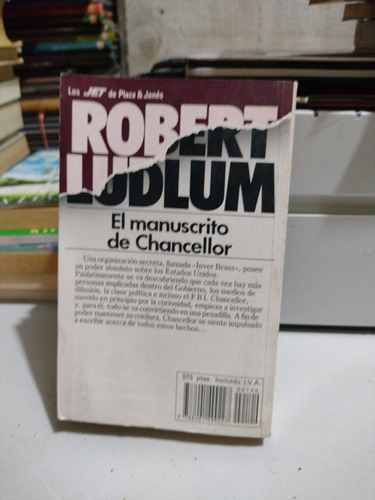 Los JET de Plaza & Janés
ROBERT
LUDLUM
El manuscrito
de Chancellor
Una organización secreta, llamada «Inver Brass», posee
un poder absoluto sobre los Estados Unidos.
Paulatinamente se va descubriendo que cada vez hay más
personas implicadas dentro del Gobierno, los medios de
difusión, la clase política e incluso el FBI. Chancellor,
movido en principio por la curiosidad, empieza a investigar
y, para él, todo se va convirtiendo en una pesadilla. A fin de
poder mantener su cordura, Chancellor se siente impulsado
a escribir acerca de todos estos hechos...
575 ptas. Incluido I.V.A.